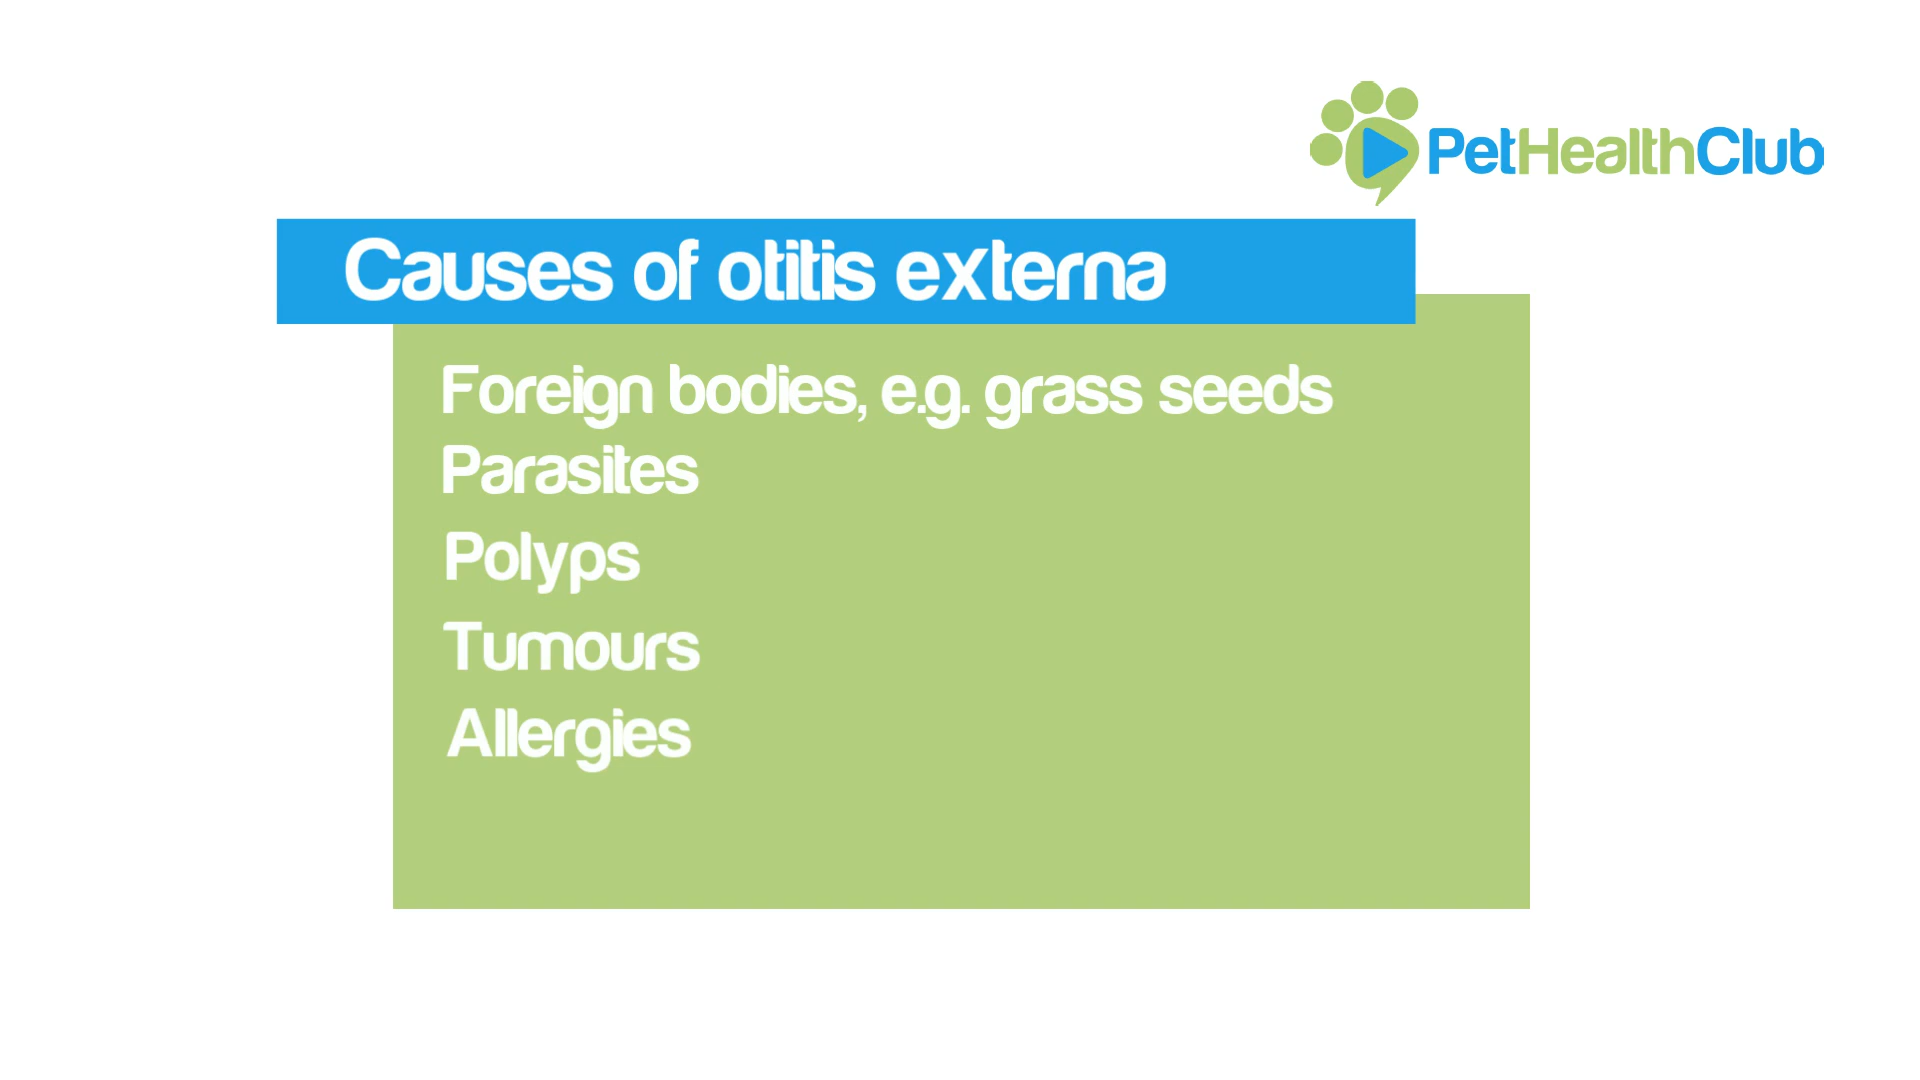 PetHealthClub
Causes of otitis externa
Foreign bodies, e.g. grass seeds
Parasites
Polyps
Tumours
Allergies